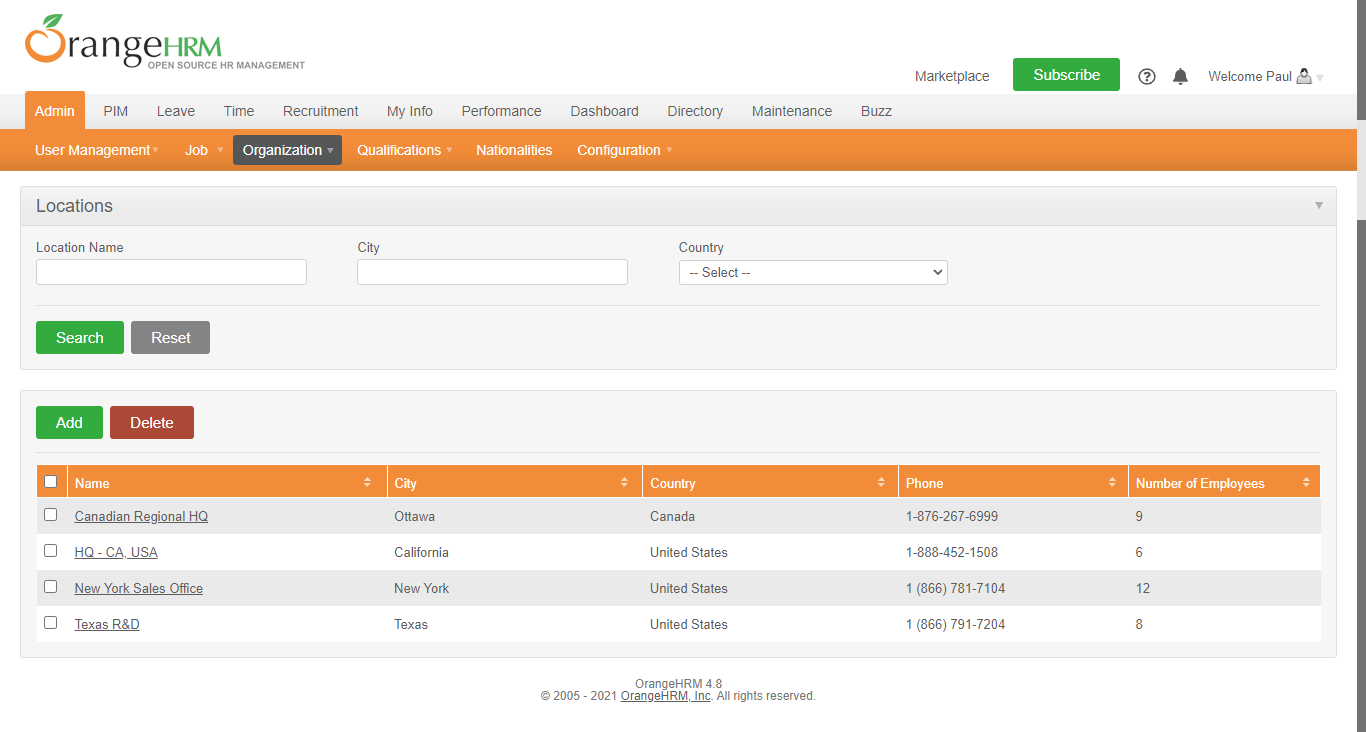 OrangeHRM
OPEN SOURCE HR MANAGEMENT
Marketplace Subscribe Welcome Paul
Admin PIM Leave Time Recruitment My Info Performance Dashboard Directory Maintenance Buzz
User Management Job Organization Qualifications Nationalities Configuration
Locations
Location Name City Country
-- Select --
Search Reset
Add Delete
Name City Country Phone Number of Employees
Canadian Regional HQ Ottawa Canada 1-876-267-6999 9
HQ - CA, USA California United States 1-888-452-1508 6
New York Sales Office New York United States 1 (866) 781-7104 12
Texas R&D Texas United States 1 (866) 791-7204 8
OrangeHRM 4.8
© 2005 - 2021 OrangeHRM, Inc. All rights reserved.